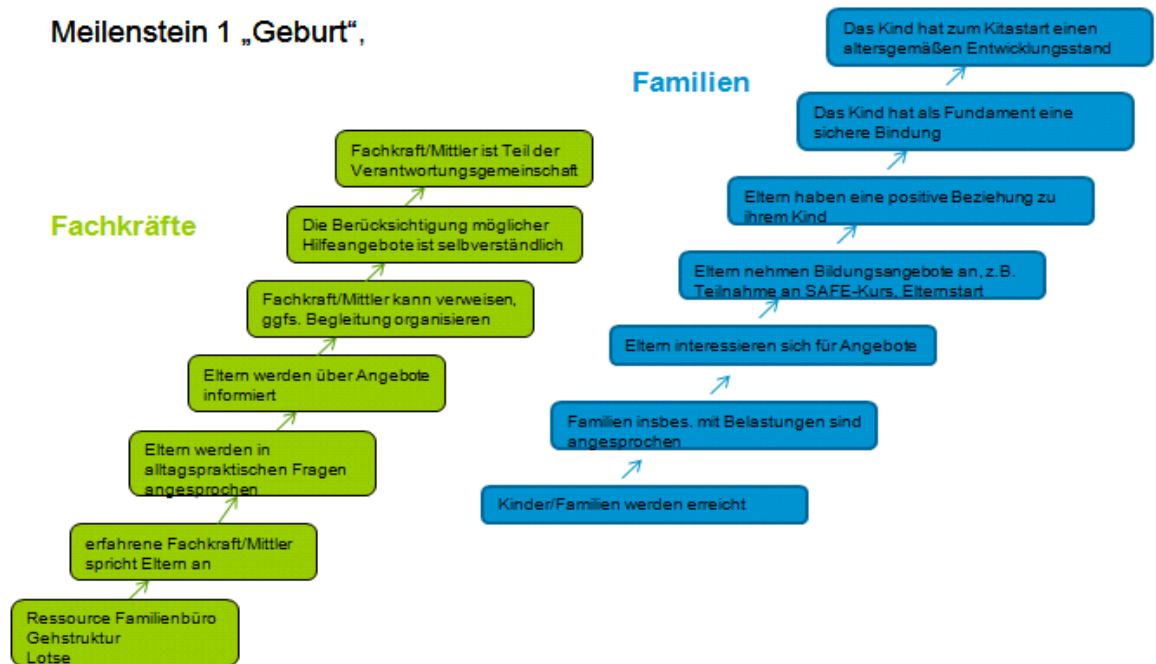 Meilenstein 1 „Geburt“,
Fachkräfte
Fachkraft/Mittler ist Teil der
Verantwortungsgemeinschaft
Die Berücksichtigung möglicher
Hilfeangebote ist selbverständlich
Fachkraft/Mittler kann verweisen,
ggfs. Begleitung organisieren
Eltern werden über Angebote
informiert
Eltern werden in
alltagspraktischen Fragen
angesprochen
erfahrene Fachkraft/Mittler
spricht Eltern an
Ressource Familienbüro
Gehstruktur
Lotse
Familien
Das Kind hat zum Kitastart einen
altersgemäßen Entwicklungsstand
Das Kind hat als Fundament eine
sichere Bindung
Eltern haben eine positive Beziehung zu
ihrem Kind
Eltern nehmen Bildungsangebote an, z.B.
Teilnahme an SAFE-Kurs, Elternstart
Eltern interessieren sich für Angebote
Familien insbes. mit Belastungen sind
angesprochen
Kinder/Familien werden erreicht